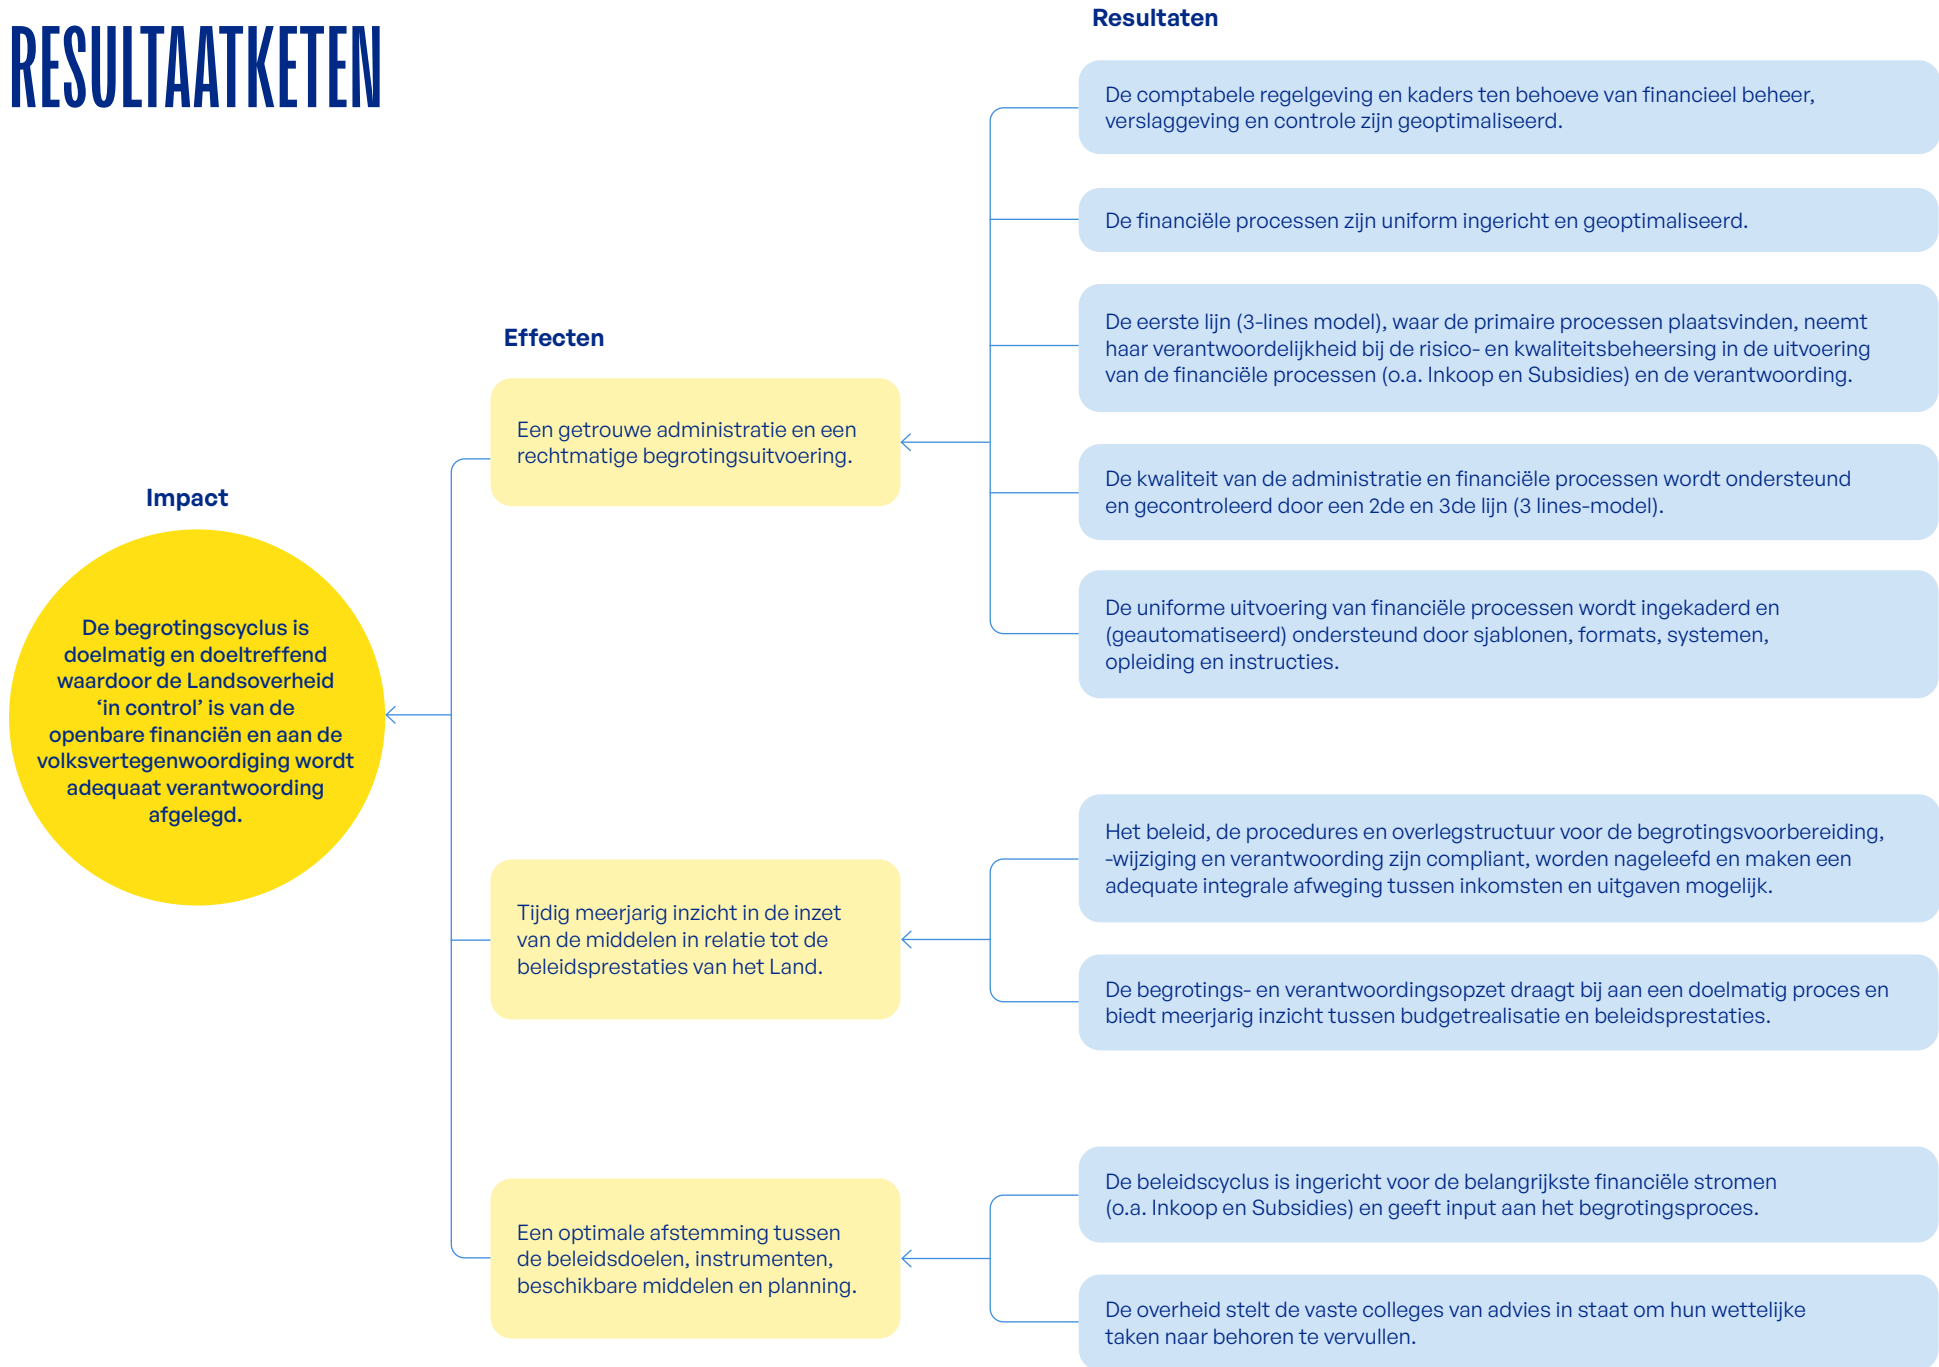 RESULTAATKETEN
Resultaten
De comptabele regelgeving en kaders ten behoeve van financieel beheer,
verslaggeving en controle zijn geoptimaliseerd.
De financiële processen zijn uniform ingericht en geoptimaliseerd.
De eerste lijn (3-lines model), waar de primaire processen plaatsvinden, neemt
haar verantwoordelijkheid bij de risico- en kwaliteitsbeheersing in de uitvoering
van de financiële processen (o.a. Inkoop en Subsidies) en de verantwoording.
De kwaliteit van de administratie en financiële processen wordt ondersteund
en gecontroleerd door een 2de en 3de lijn (3 lines-model).
De uniforme uitvoering van financiële processen wordt ingekaderd en
(geautomatiseerd) ondersteund door sjablonen, formats, systemen,
opleiding en instructies.
Effecten
Een getrouwe administratie en een
rechtmatige begrotingsuitvoering.
Impact
De begrotingscyclus is
doelmatig en doeltreffend
waardoor de Landsoverheid
‘in control’ is van de
openbare financiën en aan de
volksvertegenwoordiging wordt
adequaat verantwoording
afgelegd.
Het beleid, de procedures en overlegstructuur voor de begrotingsvoorbereiding,
-wijziging en verantwoording zijn compliant, worden nageleefd en maken een
adequate integrale afweging tussen inkomsten en uitgaven mogelijk.
Tijdig meerjarig inzicht in de inzet
van de middelen in relatie tot de
beleidsprestaties van het Land.
De begrotings- en verantwoordingsopzet draagt bij aan een doelmatig proces en
biedt meerjarig inzicht tussen budgetrealisatie en beleidsprestaties.
De beleidscyclus is ingericht voor de belangrijkste financiële stromen
(o.a. Inkoop en Subsidies) en geeft input aan het begrotingsproces.
Een optimale afstemming tussen
de beleidsdoelen, instrumenten,
beschikbare middelen en planning.
De overheid stelt de vaste colleges van advies in staat om hun wettelijke
taken naar behoren te vervullen.